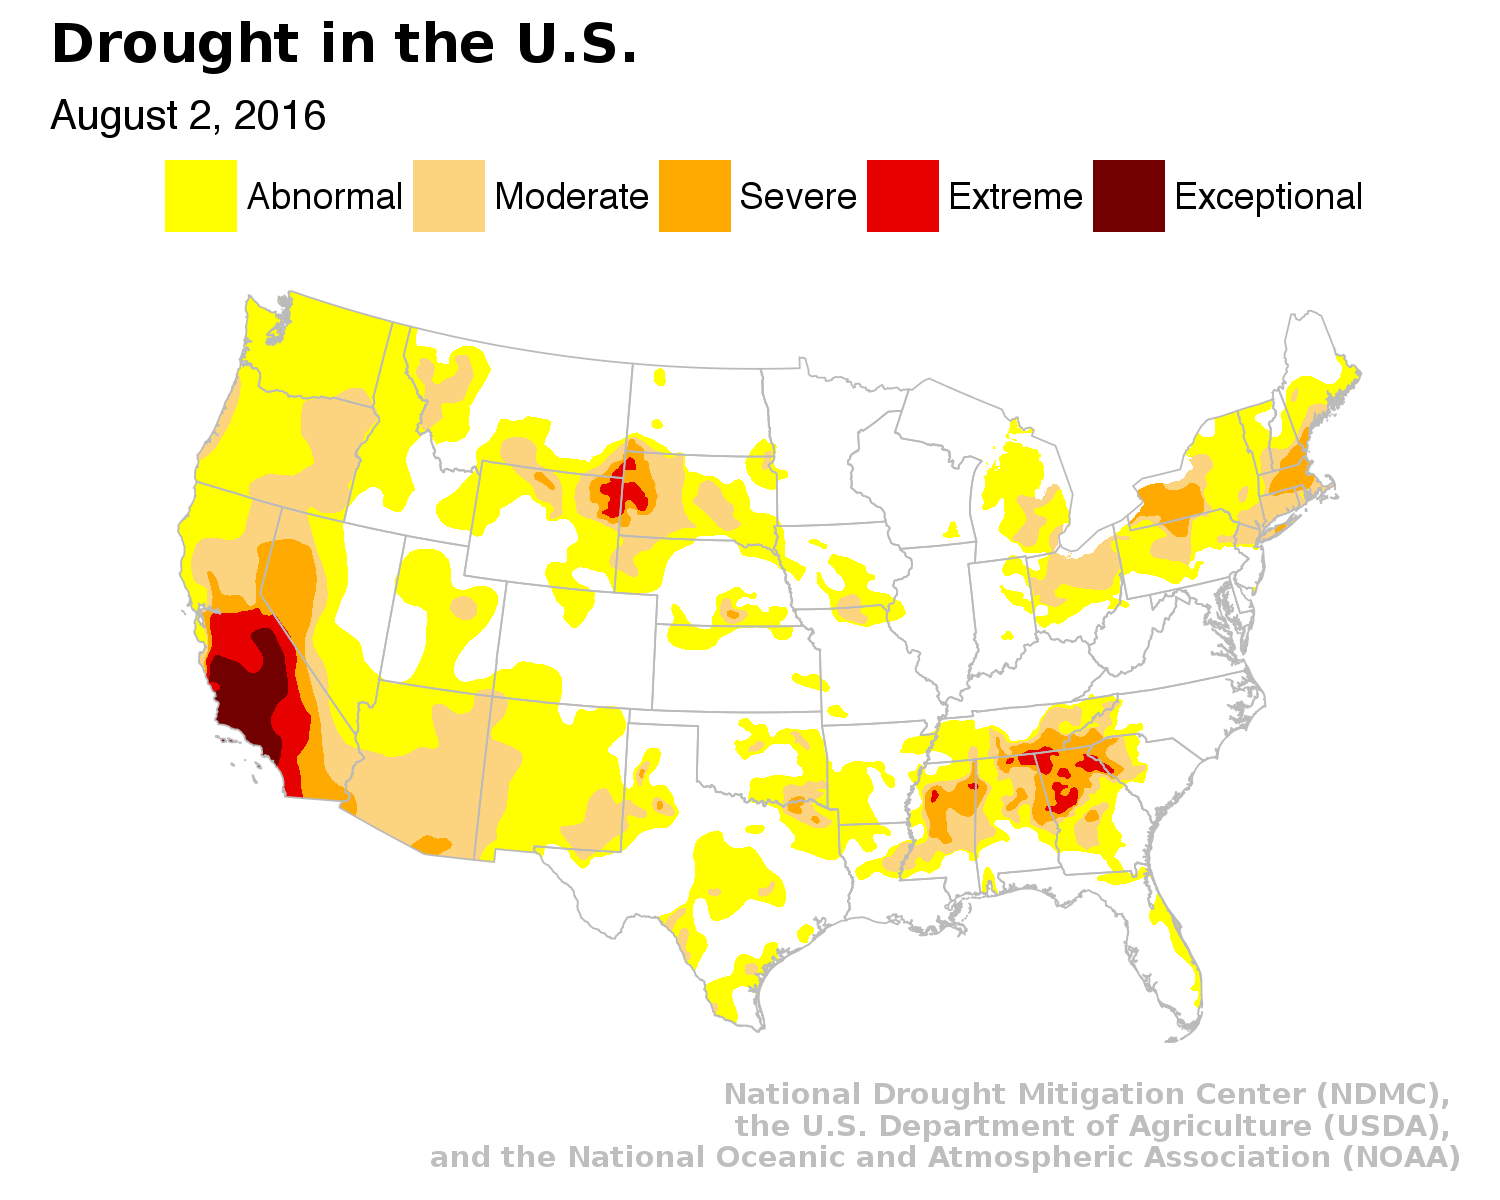 Drought in the U.S.
August 2, 2016
Abnormal Moderate Severe Extreme Exceptional
National Drought Mitigation Center (NDMC),
the U.S. Department of Agriculture (USDA),
and the National Oceanic and Atmospheric Association (NOAA)